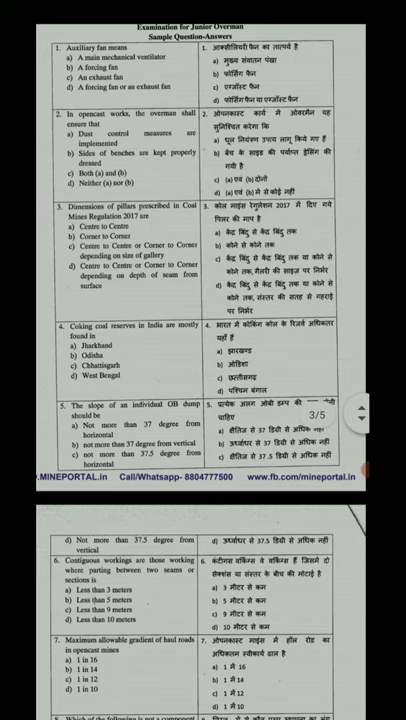 Examination for Junior Overman
Sample Question-Answers
1. Auxiliary fan means
a) A main mechanical ventilator
b) A forcing fan
c) An exhaust fan
d) A forcing fan or an exhaust fan
1. आक्सीलियरी फैन का तात्पर्य है
a) मुख्य संवातन पंखा
b) फोर्सिंग फैन
c) एग्जॉस्ट फैन
d) फोर्सिंग फैन या एग्जॉस्ट फैन
2. In opencast works, the overman shall
ensure that
a) Dust control measures are
implemented
b) Sides of benches are kept properly
dressed
c) Both (a) and (b)
d) Neither (a) nor (b)
2. ओपनकास्ट कार्य में ओवरमैन यह
सुनिश्चित करेगा कि
a) धूल नियंत्रण उपाय लागू किये गए हैं
b) बेंच के साइड की पर्याप्त ड्रेसिंग की
गयी है
c) (a) एवं (b) दोनों
d) (a) एवं (b) में से कोई नहीं
3. Dimensions of pillars prescribed in Coal
Mines Regulation 2017 are
a) Centre to Centre
b) Corner to Corner
c) Centre to Centre or Corner to Corner
depending on size of gallery
d) Centre to Centre or Corner to Corner
depending on depth of seam from
surface
3. कोल माइंस रेगुलेशन 2017 में दिए गये
पिलर की माप है
a) केंद्र बिंदु से केंद्र बिंदु तक
b) कोने से कोने तक
c) केंद्र बिंदु से केंद्र बिंदु तक या कोने से
कोने तक, गैलरी की साइज़ पर निर्भर
d) केंद्र बिंदु से केंद्र बिंदु तक या कोने से
कोने तक, संस्तर की सतह से गहराई
पर निर्भर
4. Coking coal reserves in India are mostly
found in
a) Jharkhand
b) Odisha
c) Chhattisgarh
d) West Bengal
4. भारत में कोकिंग कोल के रिजर्व अधिकतर
यहाँ हैं
a) झारखण्ड
b) ओडिशा
c) छत्तीसगढ़
d) पश्चिम बंगाल
5. The slope of an individual OB dump
should be
a) Not more than 37 degree from
horizontal
b) not more than 37 degree from vertical
c) not more than 37.5 degree from
horizontal
5. प्रत्येक अलग ओबी डम्प की
चाहिए
a) क्षैतिज से 37 डिग्री से अधिक नहीं
b) उर्ध्वाधर से 37 डिग्री से अधिक नहीं
c) क्षैतिज से 37.5 डिग्री से अधिक नहीं
3/5
.MINEPORTAL.in Call/Whatsapp- 8804777500 www.fb.com/mineportal.in
d) Not more than 37.5 degree from
vertical
d) उर्ध्वाधर से 37.5 डिग्री से अधिक नहीं
6. Contiguous workings are those working
where parting between two seams or
sections is
a) Less than 3 meters
b) Less than 5 meters
c) Less than 9 meters
d) Less than 10 meters
6. कंटीगस वर्किंग्स वे वर्किंग्स हैं जिसमें दो
सेक्शंस या संस्तर के बीच की मोटाई है
a) 3 मीटर से कम
b) 5 मीटर से कम
c) 9 मीटर से कम
d) 10 मीटर से कम
7. Maximum allowable gradient of haul roads
in opencast mines
a) 1 in 16
b) 1 in 14
c) 1 in 12
d) 1 in 10
7. ओपनकास्ट माइंस में हॉल रोड का
अधिकतम स्वीकार्य ढाल है
a) 1 में 16
b) 1 में 14
c) 1 में 12
d) 1 में 10
8. Which of the following is not a component